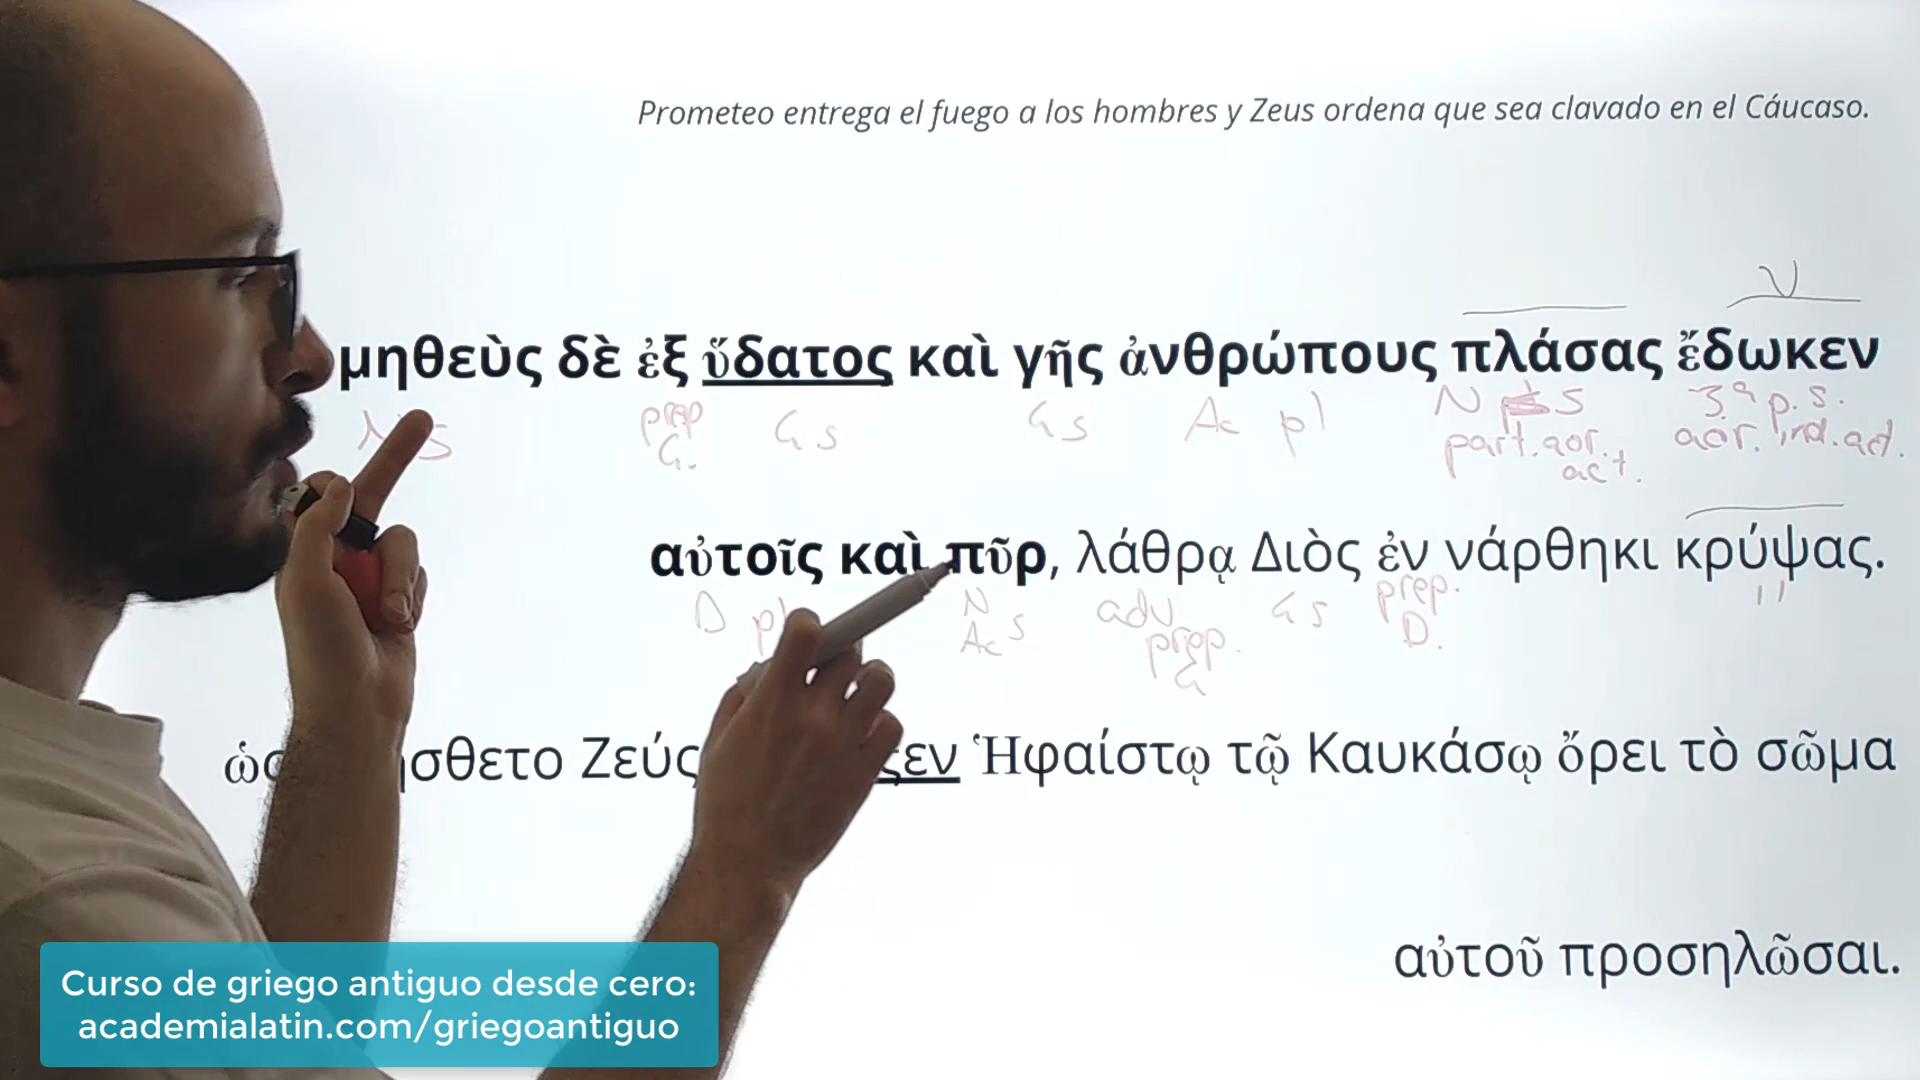 Prometeo entrega el fuego a los hombres y Zeus ordena que sea clavado en el Cáucaso.
V
μηθεὺς δὲ ἐξ ὕδατος καὶ γῆς ἀνθρώπους πλάσας ἔδωκεν
N S prep G. G s G s Ac pl N S part. aor. act. 3ª p. s. aor. ind. act.
αὐτοῖς καὶ πῦρ, λάθρᾳ Διὸς ἐν νάρθηκι κρύψας.
D pl N Ac S adv prep. G G s prep. D. "
σθετο Ζεύς ξεν Ἡφαίστῳ τῷ Καυκάσῳ ὄρει τὸ σῶμα
αὐτοῦ προσηλῶσαι.
Curso de griego antiguo desde cero:
academialatin.com/griegoantiguo